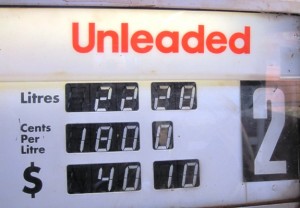 Unleaded
Litres 22 28
Cents
Per
Litre
180 0
$ 40 10
2